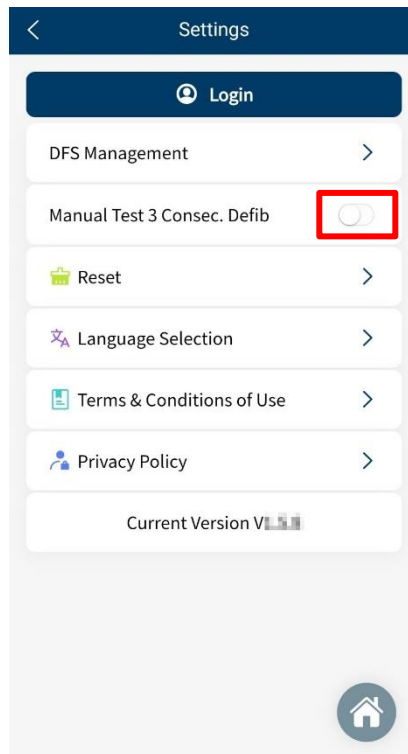 Settings
Login
DFS Management
Manual Test 3 Consec. Defib
Reset
Language Selection
Terms & Conditions of Use
Privacy Policy
Current Version